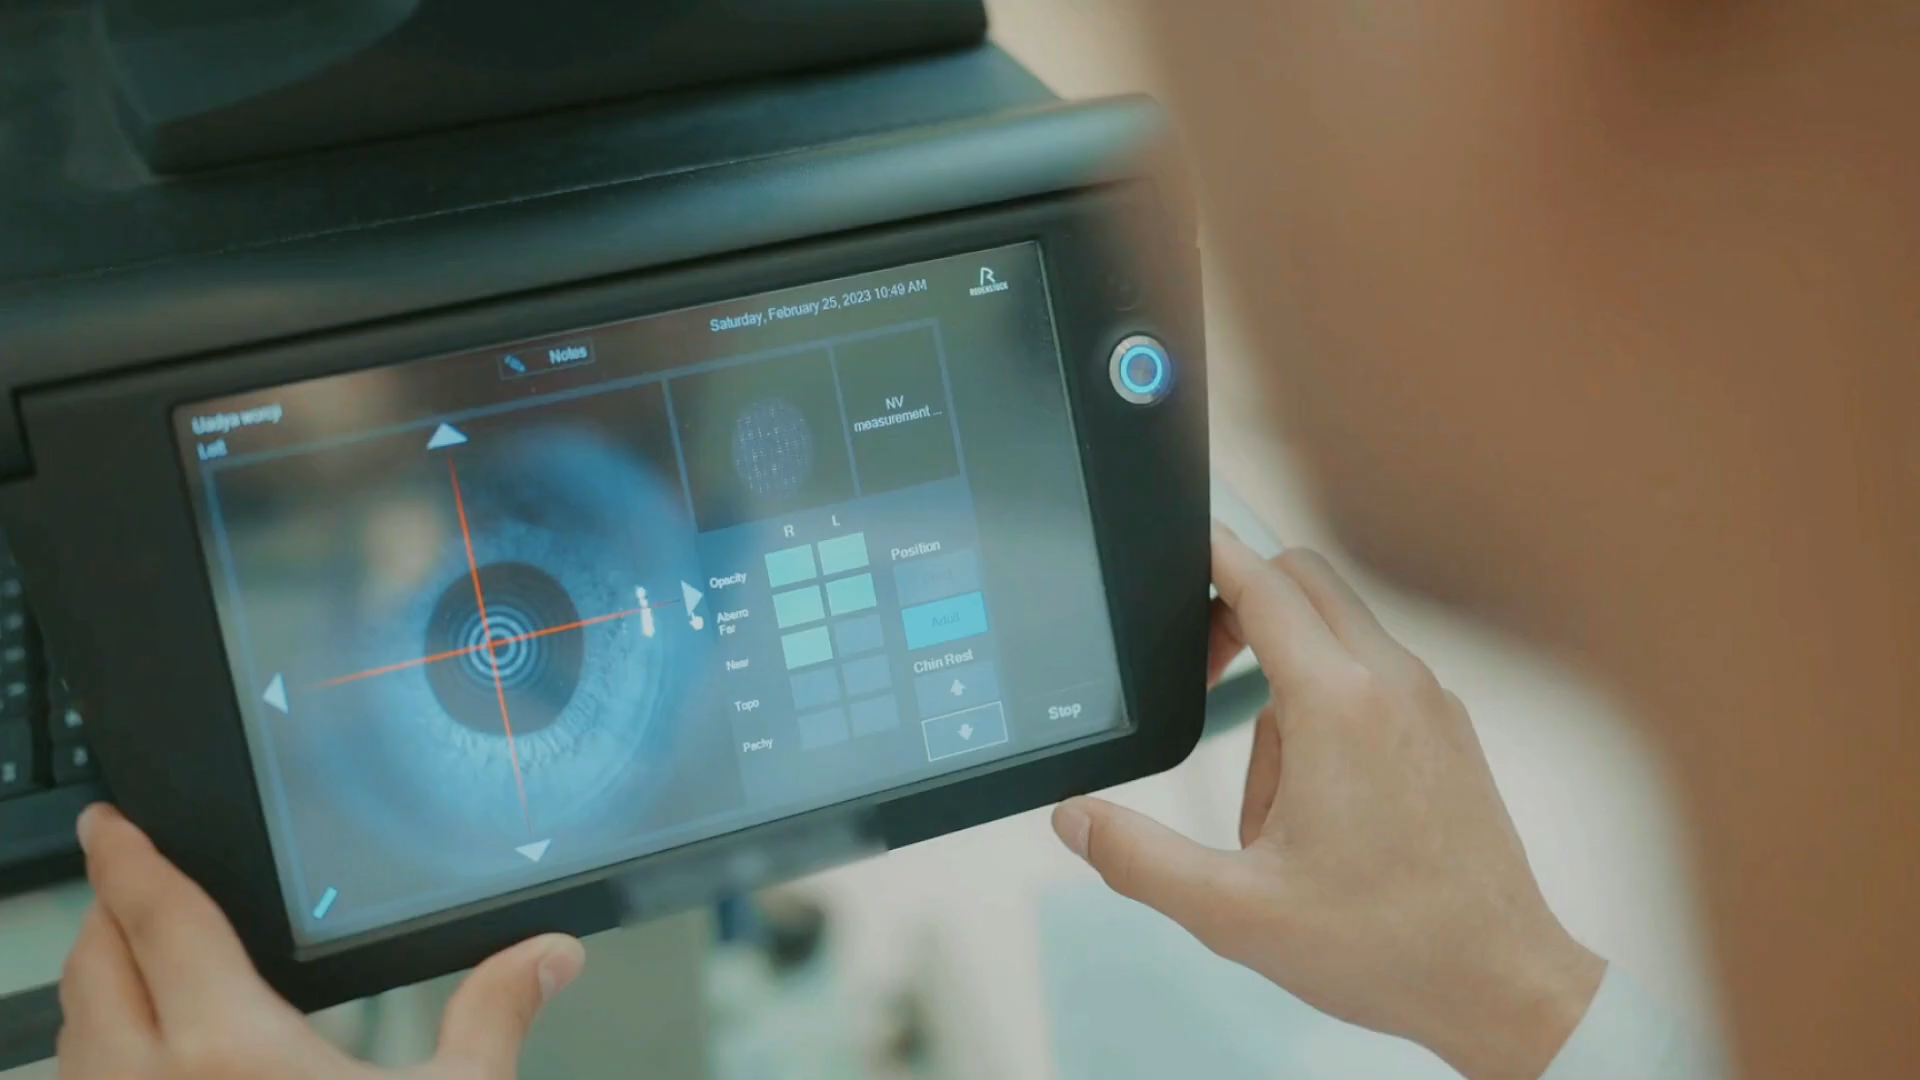 Saturday, February 25, 2023 10:49 AM
RODENSTOCK
Notes
Left
NV
measurement ...
R L
Opacity
Position
Aberro
Far
Adult
Near
Chin Rest
Topo
Stop
Pachy